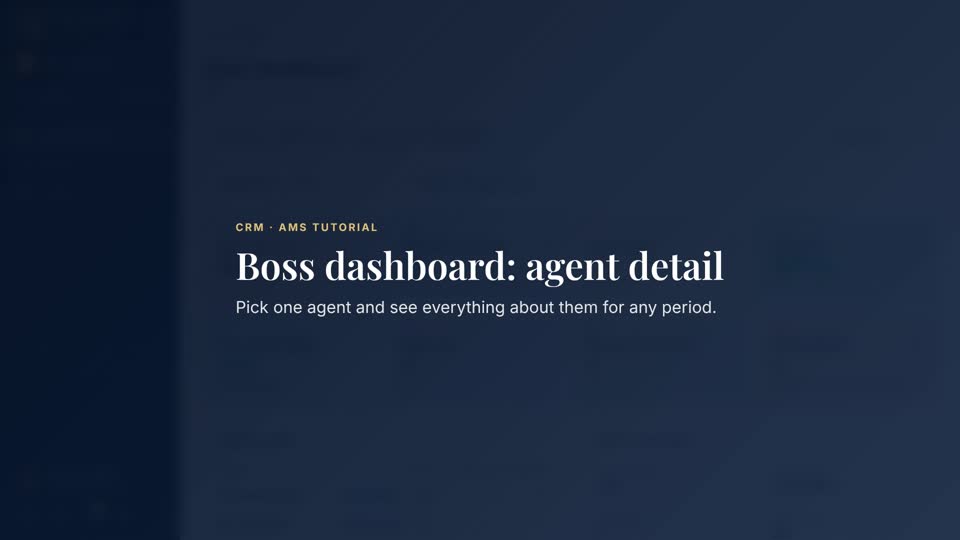 CRM · AMS TUTORIAL
Boss dashboard: agent detail
Pick one agent and see everything about them for any period.